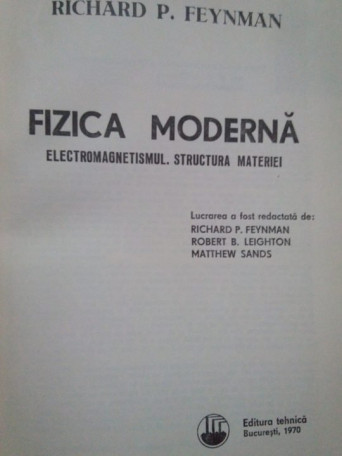 RICHARD P. FEYNMAN
FIZICA MODERNĂ
ELECTROMAGNETISMUL. STRUCTURA MATERIEI
Lucrarea a fost redactată de:
RICHARD P. FEYNMAN
ROBERT B. LEIGHTON
MATTHEW SANDS
Editura tehnică
București, 1970